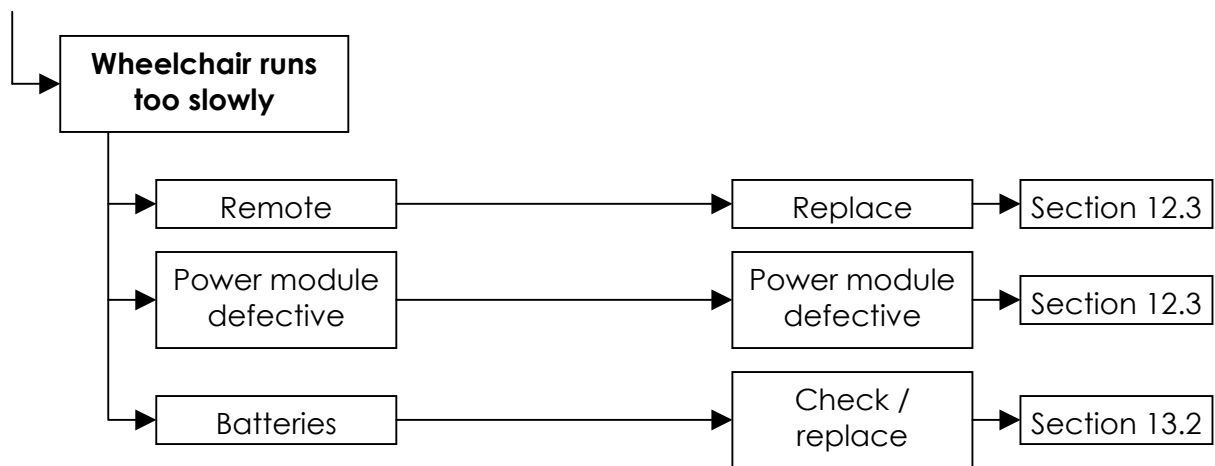 Wheelchair runs
too slowly
Remote
Replace
Section 12.3
Power module
defective
Power module
defective
Section 12.3
Batteries
Check /
replace
Section 13.2